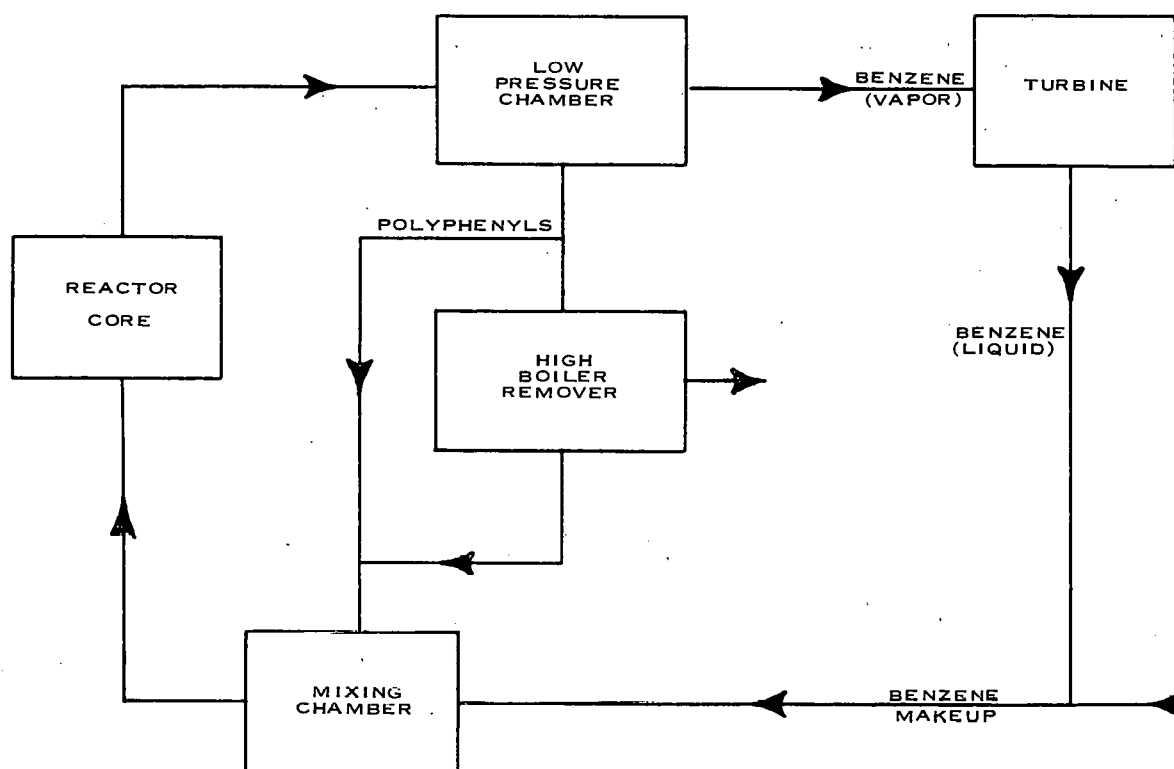 LOW
PRESSURE
CHAMBER
BENZENE
(VAPOR)
TURBINE
POLYPHENYLS
REACTOR
CORE
BENZENE
(LIQUID)
HIGH
BOILER
REMOVER
MIXING
CHAMBER
BENZENE
MAKEUP